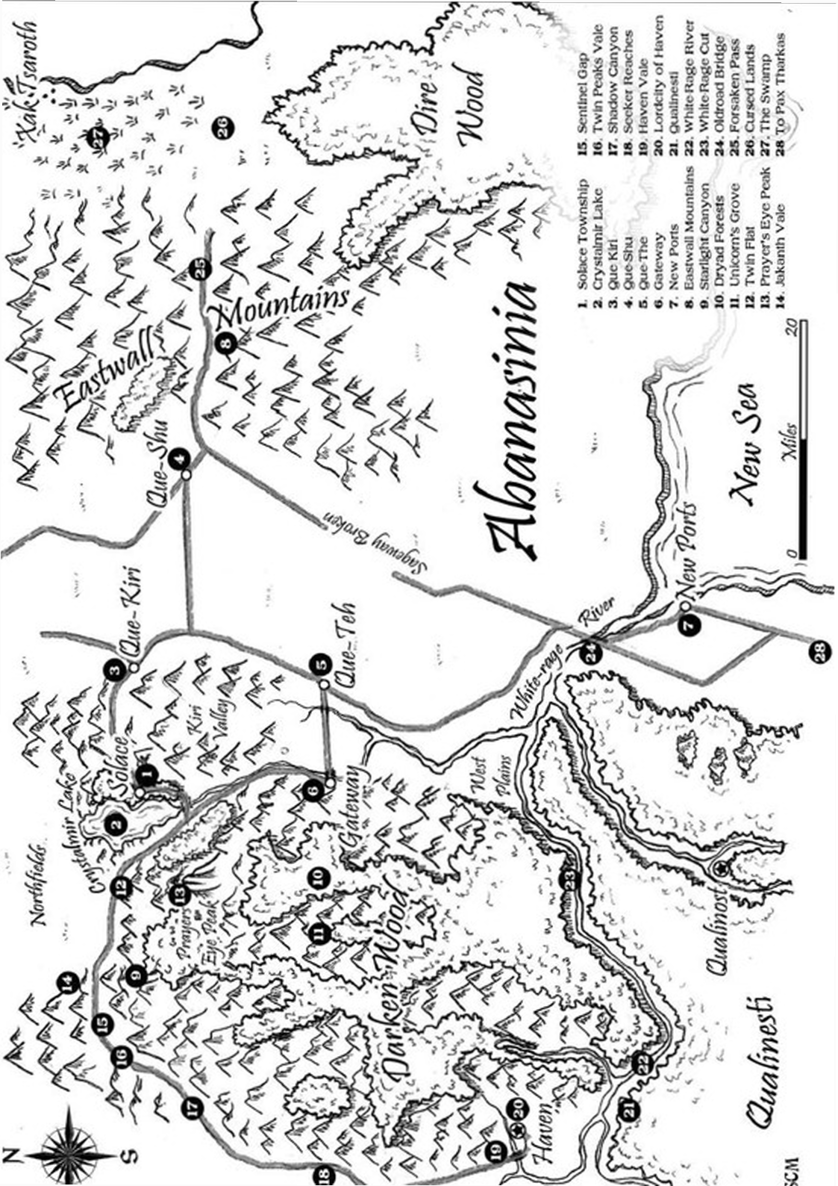 N
S
Northfields
Crystalmir Lake
Solace
Que-Kiri
Kiri
Valley
Prayers
Eye Peak
Que-Shu
Eastwall
Mountains
Xak Tsaroth
Que-Teh
Gateway
Sageway Broken
Dire
Wood
Darken Wood
West
Plains
White-rage River
Abanasinia
Haven
Qualinost
Qualinesti
New Ports
New Sea
0
Miles
20
SCM
1
2
3
4
5
6
7
8
9
10
11
12
13
14
15
16
17
18
19
20
21
22
23
24
25
26
27
28
1. Solace Township
2. Crystalmir Lake
3. Que Kiri
4. Que-Shu
5. Que-The
6. Gateway
7. New Ports
8. Eastwall Mountains
9. Starlight Canyon
10. Dryad Forests
11. Unicorn's Grove
12. Twin Flat
13. Prayer's Eye Peak
14. Jakanth Vale
15. Sentinel Gap
16. Twin Peaks Vale
17. Shadow Canyon
18. Seeker Reaches
19. Haven Vale
20. Lordcity of Haven
21. Qualinesti
22. White Rage River
23. White Rage Cut
24. Oldroad Bridge
25. Forsaken Pass
26. Cursed Lands
27. The Swamp
28 To Pax Tharkas